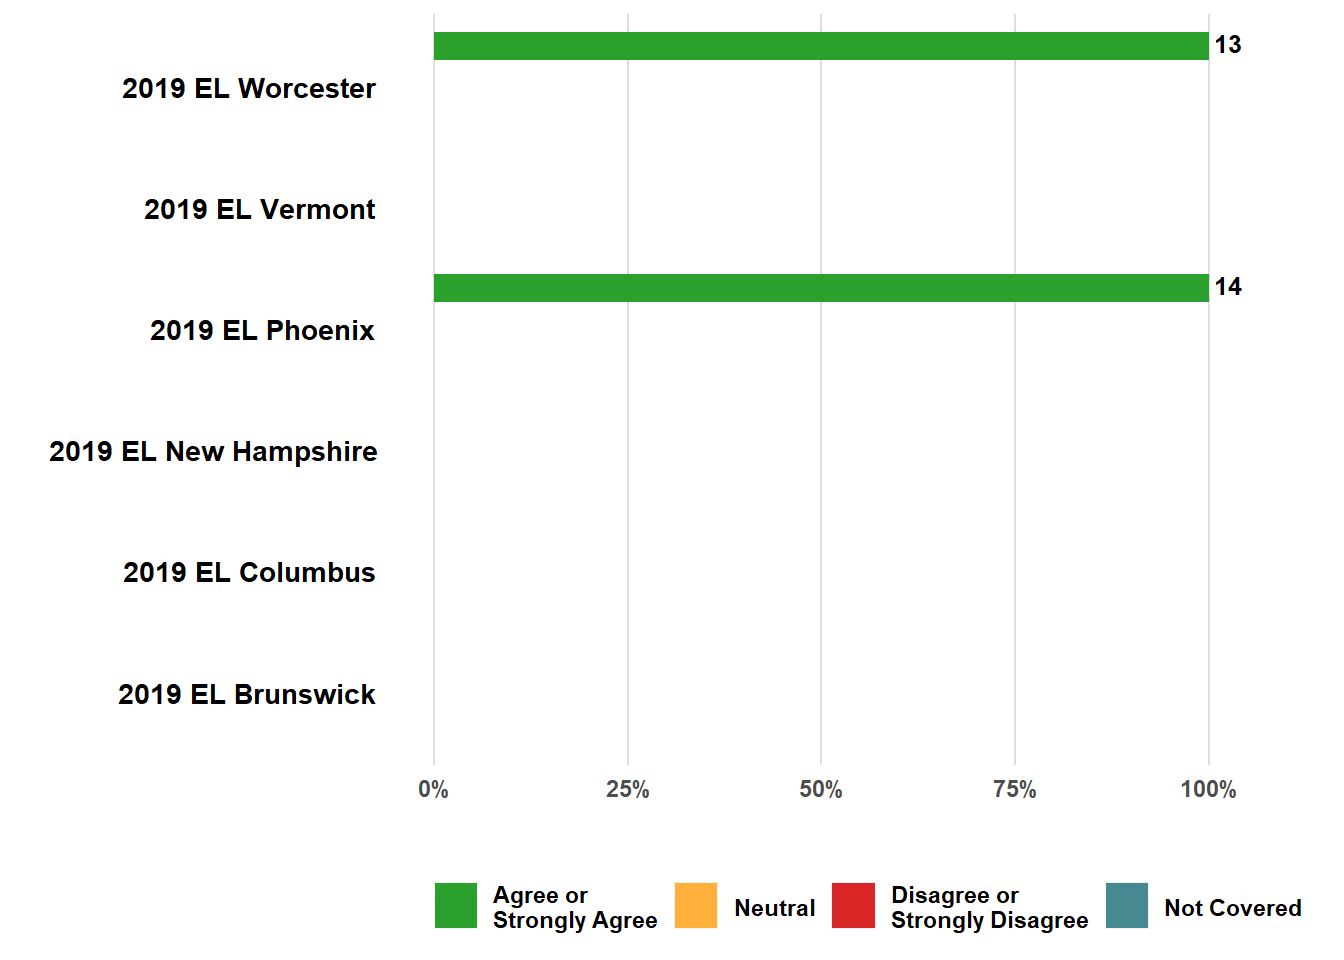 13
2019 EL Worcester
2019 EL Vermont
14
2019 EL Phoenix
2019 EL New Hampshire
2019 EL Columbus
2019 EL Brunswick
0% 25% 50% 75% 100%
Agree or
Strongly Agree
Neutral
Disagree or
Strongly Disagree
Not Covered